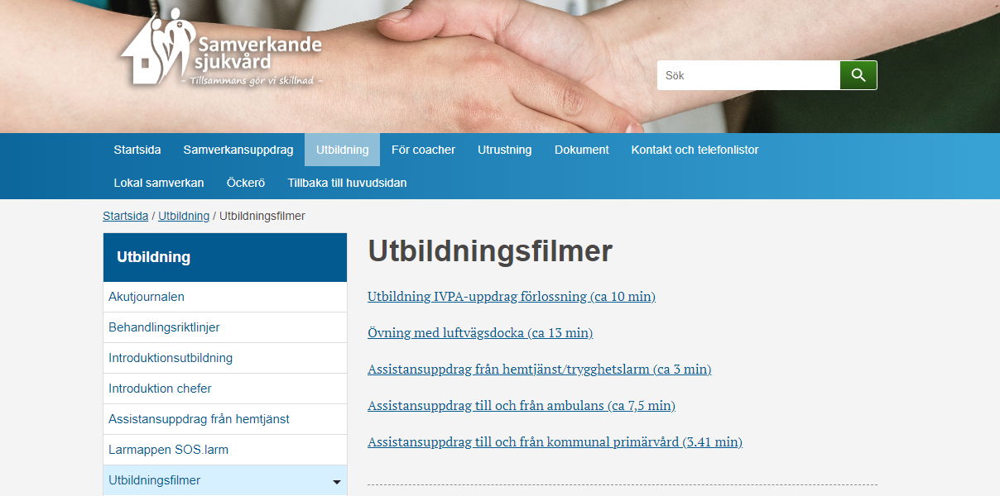 Samverkande
sjukvård
- Tillsammans gör vi skillnad -
Sök
Startsida Samverkansuppdrag Utbildning För coacher Utrustning Dokument Kontakt och telefonlistor
Lokal samverkan Öckerö Tillbaka till huvudsidan
Startsida / Utbildning / Utbildningsfilmer
Utbildning
Akutjournalen
Behandlingsriktlinjer
Introduktionsutbildning
Introduktion chefer
Assistansuppdrag från hemtjänst
Larmappen SOS.larm
Utbildningsfilmer
Utbildningsfilmer
Utbildning IVPA-uppdrag förlossning (ca 10 min)
Övning med luftvägsdocka (ca 13 min)
Assistansuppdrag från hemtjänst/trygghetslarm (ca 3 min)
Assistansuppdrag till och från ambulans (ca 7,5 min)
Assistansuppdrag till och från kommunal primärvård (3.41 min)